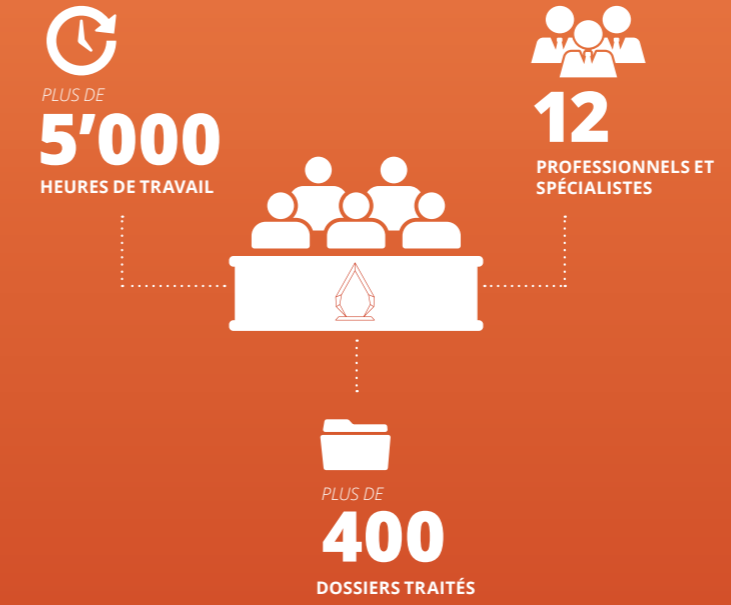 PLUS DE
5’000
HEURES DE TRAVAIL
12
PROFESSIONNELS ET
SPÉCIALISTES
PLUS DE
400
DOSSIERS TRAITÉS